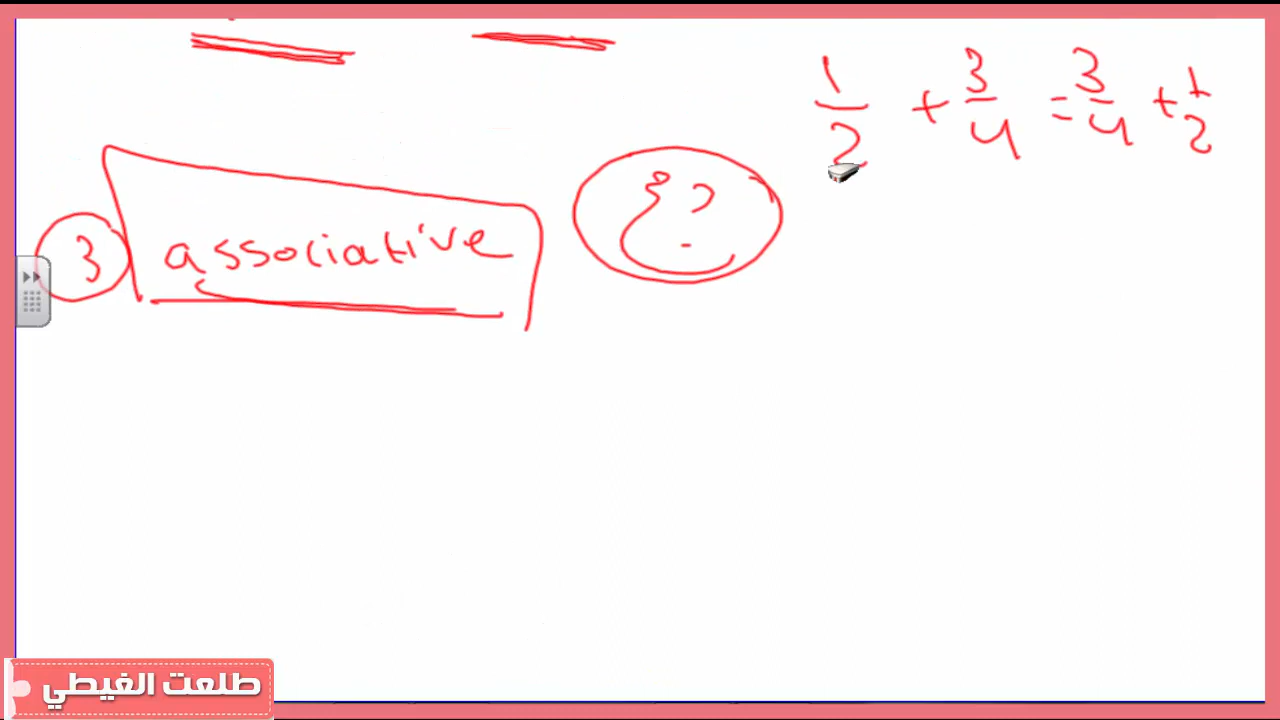 1/2 + 3/4 = 3/4 + 1/2
3 associative
طلعت الغيطي